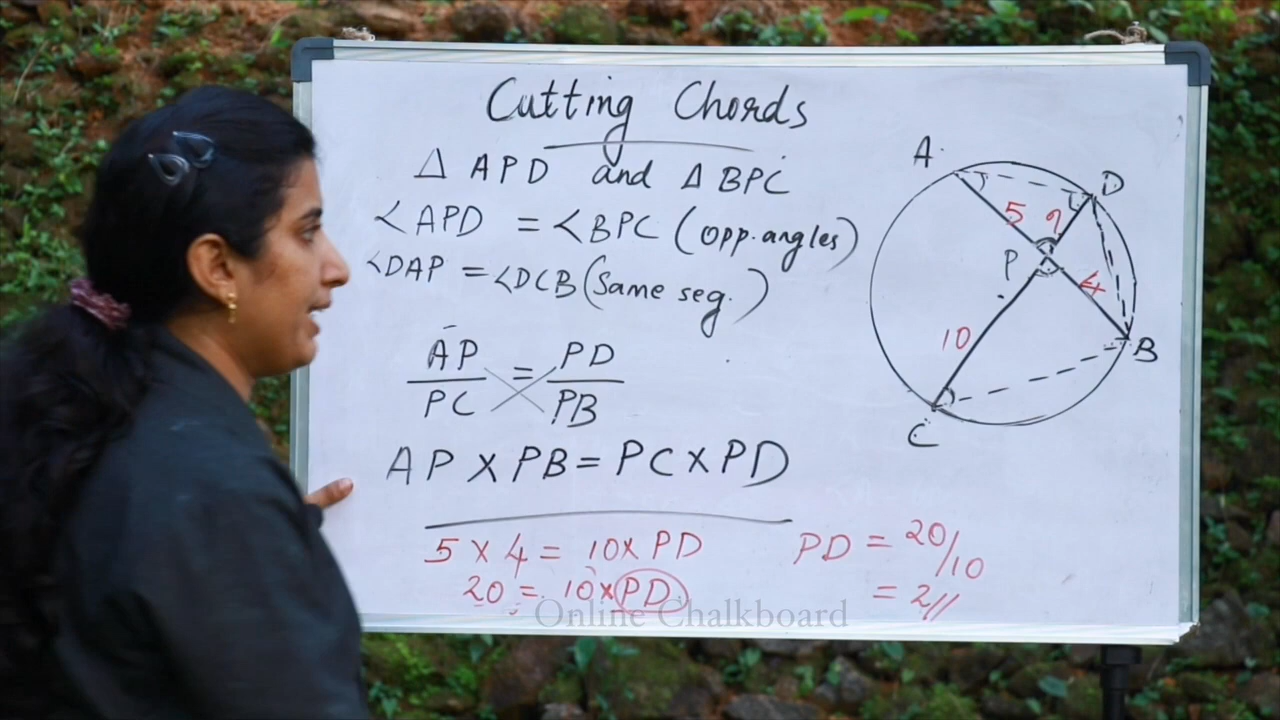 Cutting Chords
△ APD and △ BPC
∠APD = ∠BPC (opp. angles)
∠DAP = ∠DCB (Same seg.)
AP/PC = PD/PB
AP × PB = PC × PD
5 × 4 = 10 × PD
20 = 10 × PD
PD = 20/10
= 2//
A
D
5
?
P
4
10
B
C
Online Chalkboard